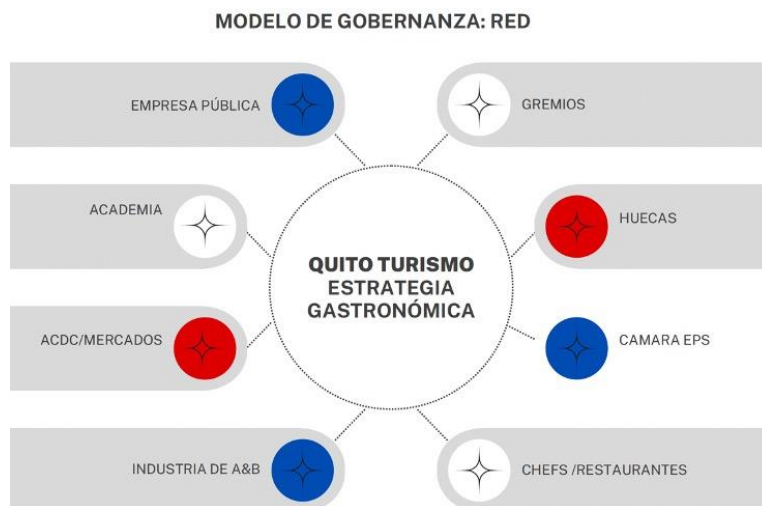 MODELO DE GOBERNANZA: RED
EMPRESA PÚBLICA
GREMIOS
ACADEMIA
HUECAS
QUITO TURISMO
ESTRATEGIA
GASTRONÓMICA
ACDC/MERCADOS
CAMARA EPS
INDUSTRIA DE A&B
CHEFS /RESTAURANTES